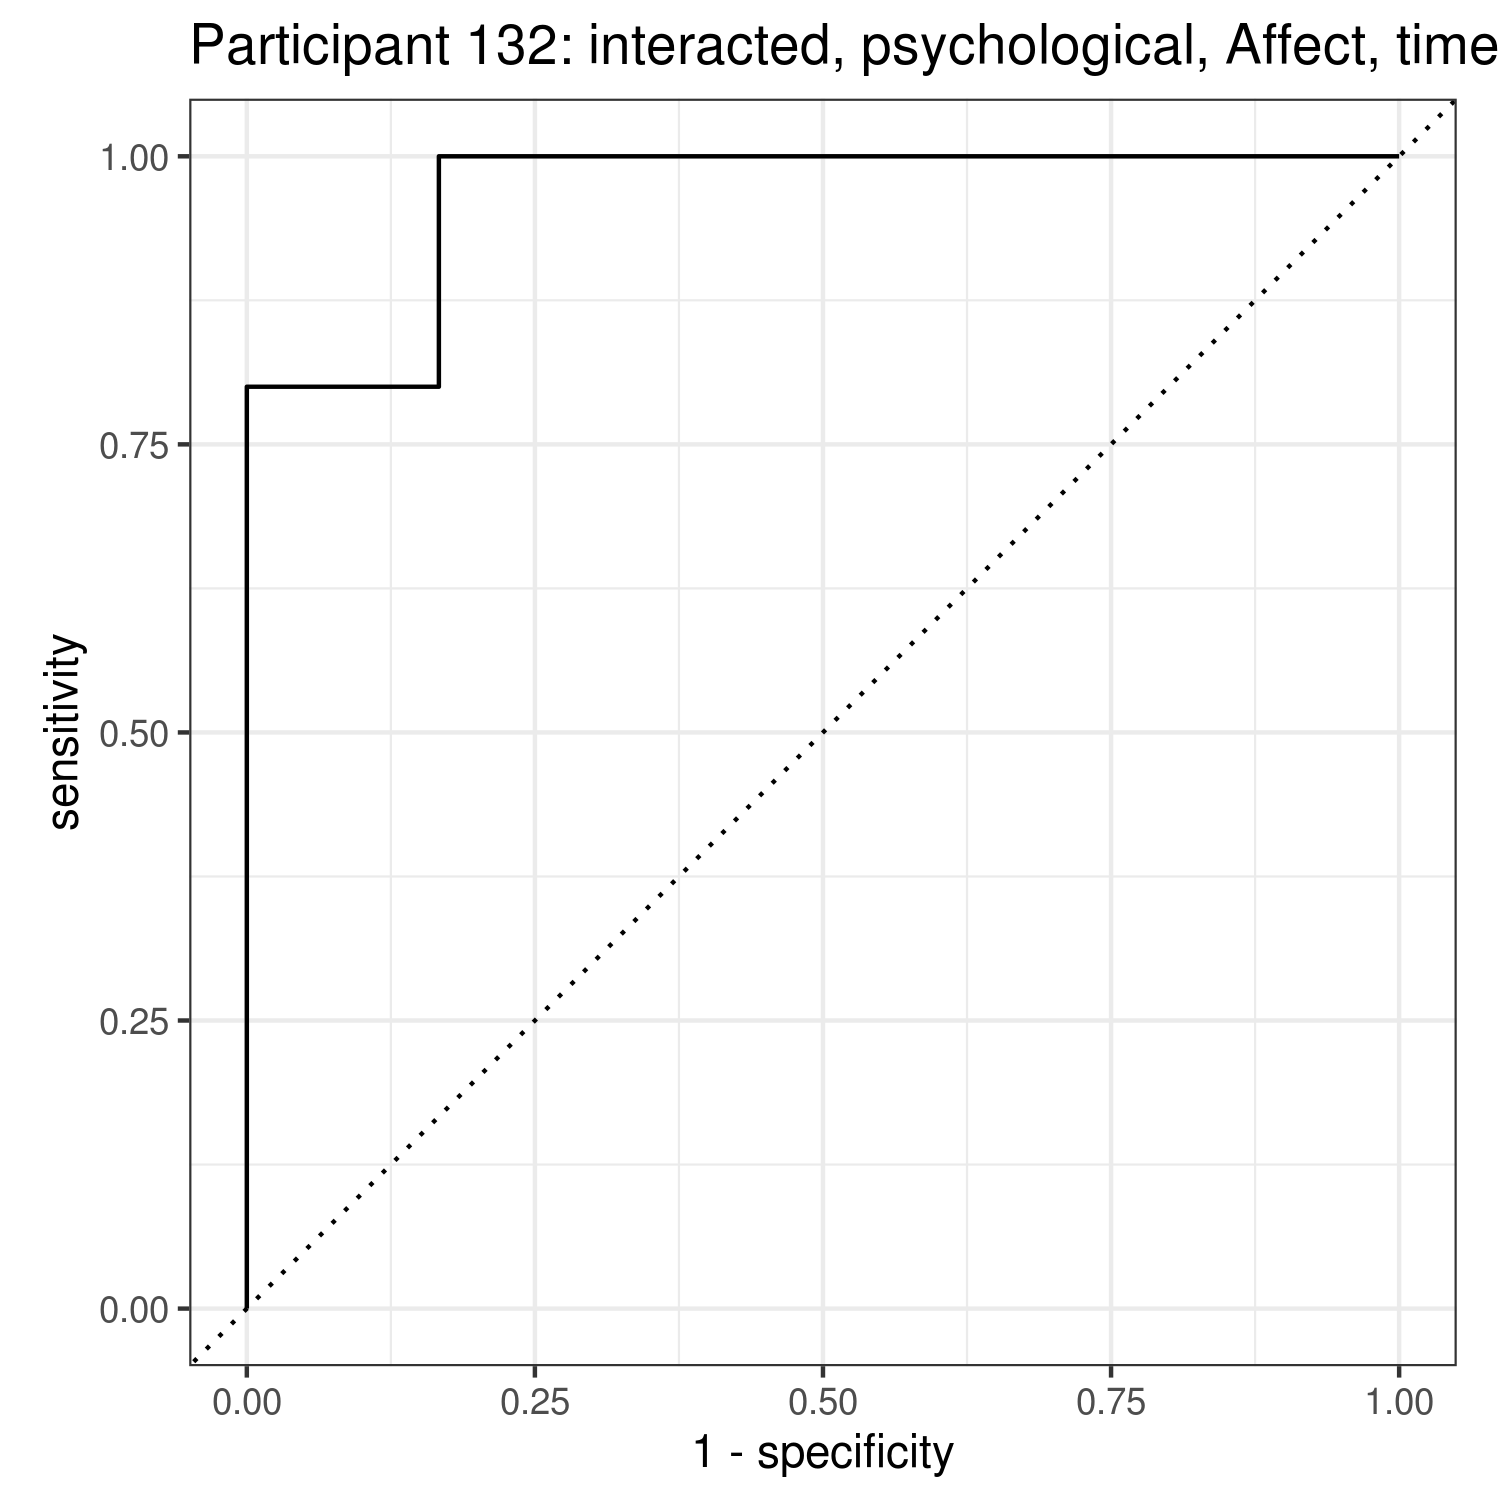 Participant 132: interacted, psychological, Affect, time
1.00
0.75
0.50
0.25
0.00
sensitivity
0.00 0.25 0.50 0.75 1.00
1 - specificity